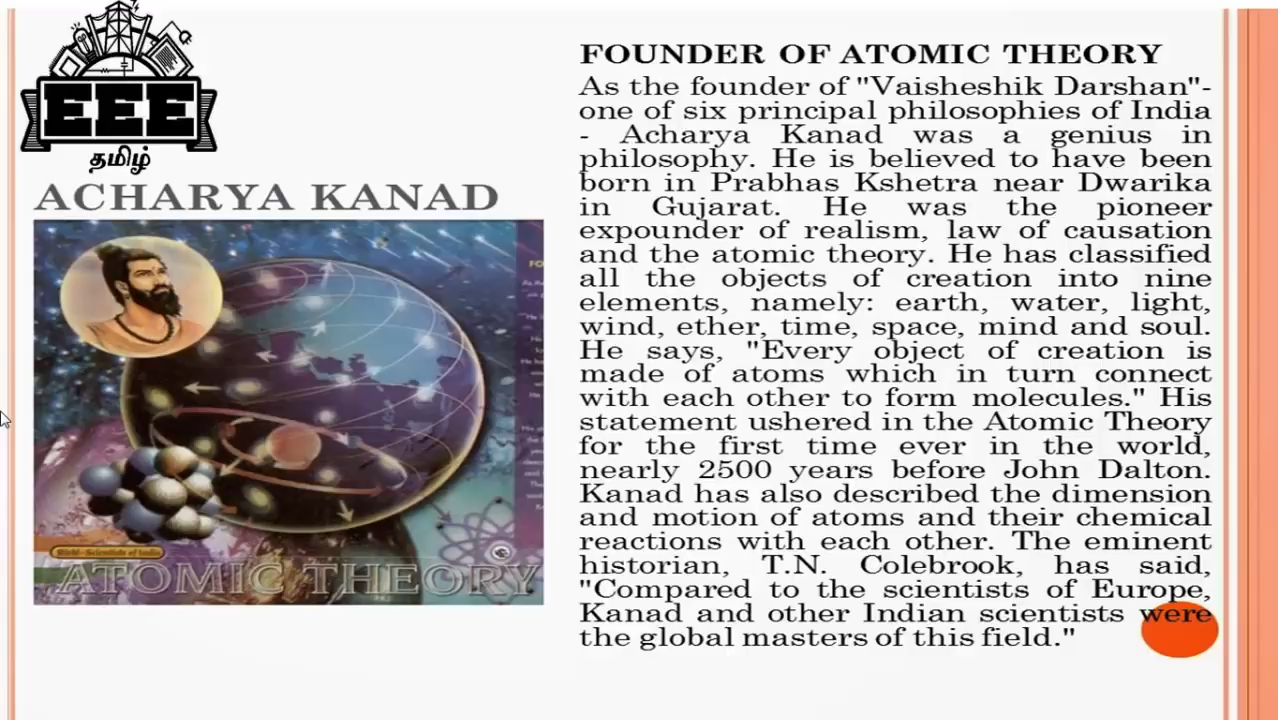 EEE
தமிழ்
ACHARYA KANAD
ATOMIC THEORY
FOUNDER OF ATOMIC THEORY
As the founder of "Vaisheshik Darshan"-
one of six principal philosophies of India
- Acharya Kanad was a genius in
philosophy. He is believed to have been
born in Prabhas Kshetra near Dwarika
in Gujarat. He was the pioneer
expounder of realism, law of causation
and the atomic theory. He has classified
all the objects of creation into nine
elements, namely: earth, water, light,
wind, ether, time, space, mind and soul.
He says, "Every object of creation is
made of atoms which in turn connect
with each other to form molecules." His
statement ushered in the Atomic Theory
for the first time ever in the world,
nearly 2500 years before John Dalton.
Kanad has also described the dimension
and motion of atoms and their chemical
reactions with each other. The eminent
historian, T.N. Colebrook, has said,
"Compared to the scientists of Europe,
Kanad and other Indian scientists were
the global masters of this field."